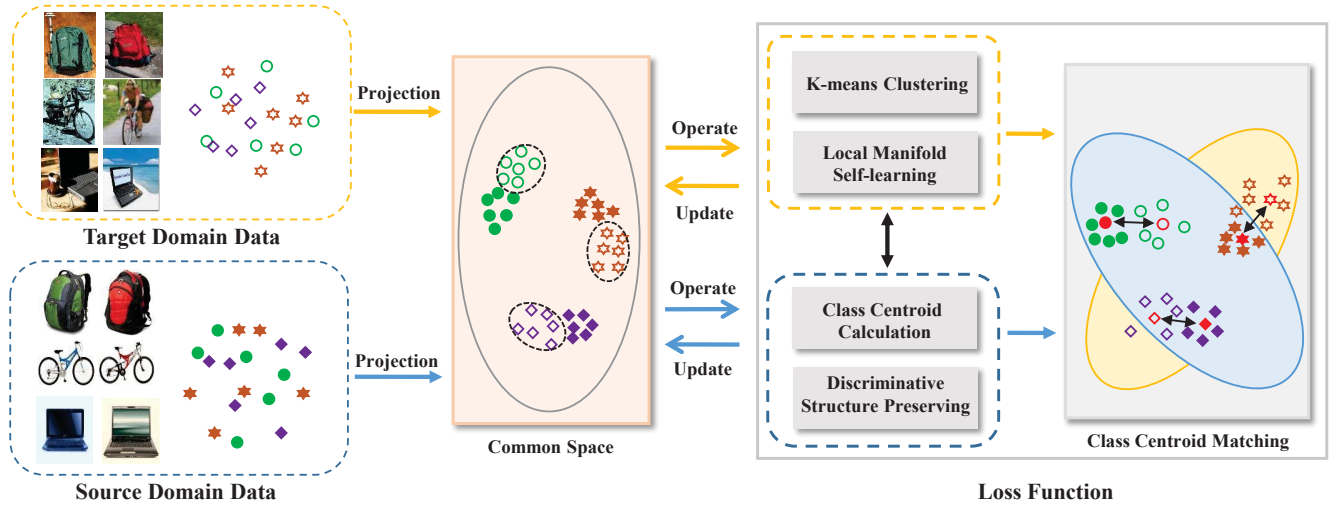 Target Domain Data
Projection
Source Domain Data
Projection
Common Space
Operate
Update
Operate
Update
K-means Clustering
Local Manifold
Self-learning
Class Centroid
Calculation
Discriminative
Structure Preserving
Class Centroid Matching
Loss Function